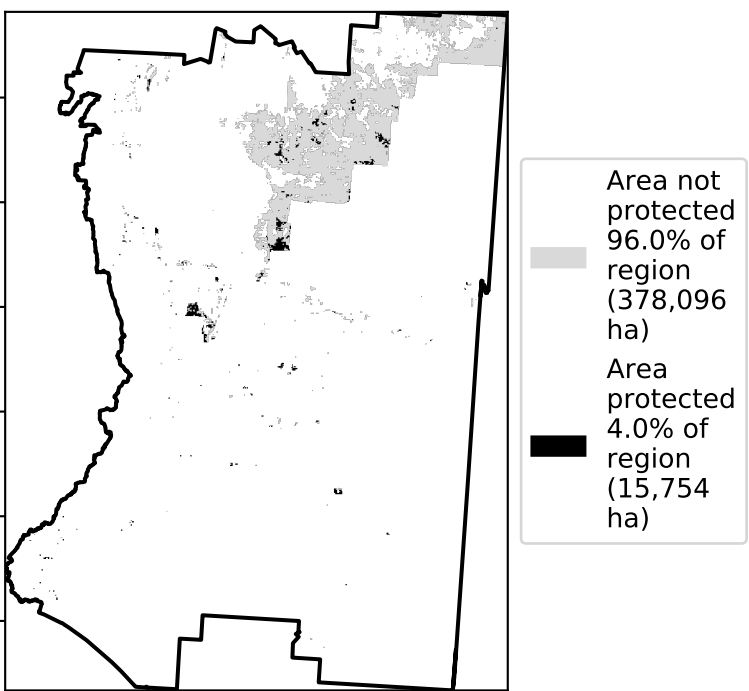 Area not
protected
96.0% of
region
(378,096
ha)
Area
protected
4.0% of
region
(15,754
ha)